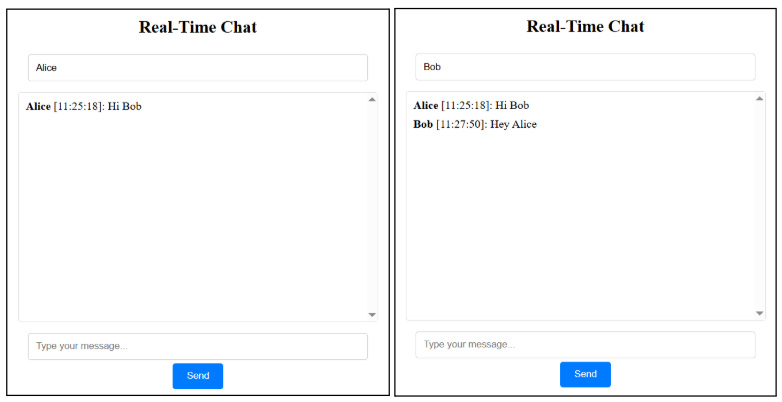 Real-Time Chat
Alice
Alice [11:25:18]: Hi Bob
Type your message...
Send
Real-Time Chat
Bob
Alice [11:25:18]: Hi Bob
Bob [11:27:50]: Hey Alice
Type your message...
Send